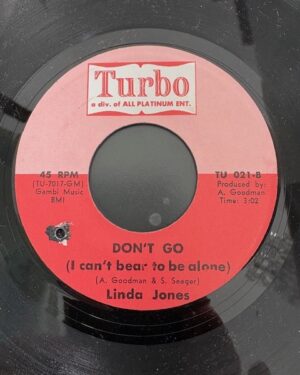 Turbo
a div. of ALL PLATINUM ENT.
45 RPM
(TU-7017-GM)
Gambi Music
BMI
TU 021-B
Produced by:
A. Goodman
Time: 3:02
DON'T GO
(I can't bear to be alone)
(A. Goodman & S. Seager)
Linda Jones